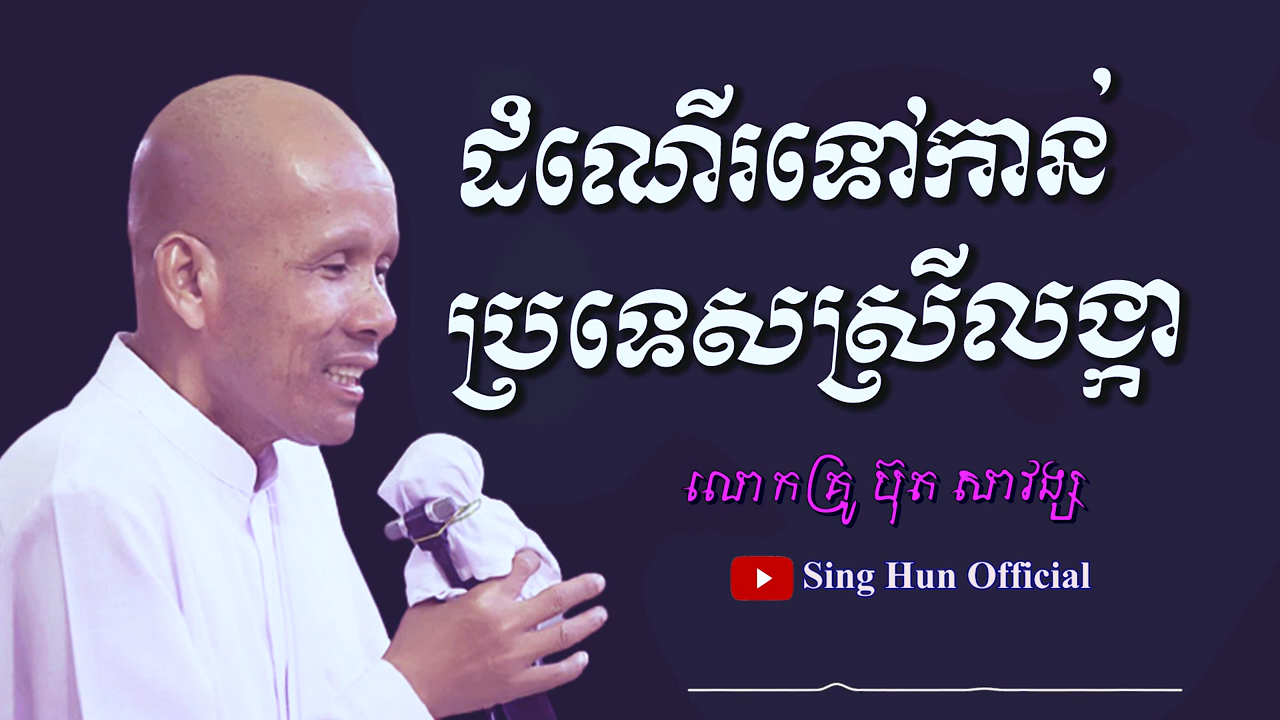 ដំណើរទៅកាន់
ប្រទេសស្រីលង្កា
លោកគ្រូ ប៊ុត សាវង្ស
Sing Hun Official